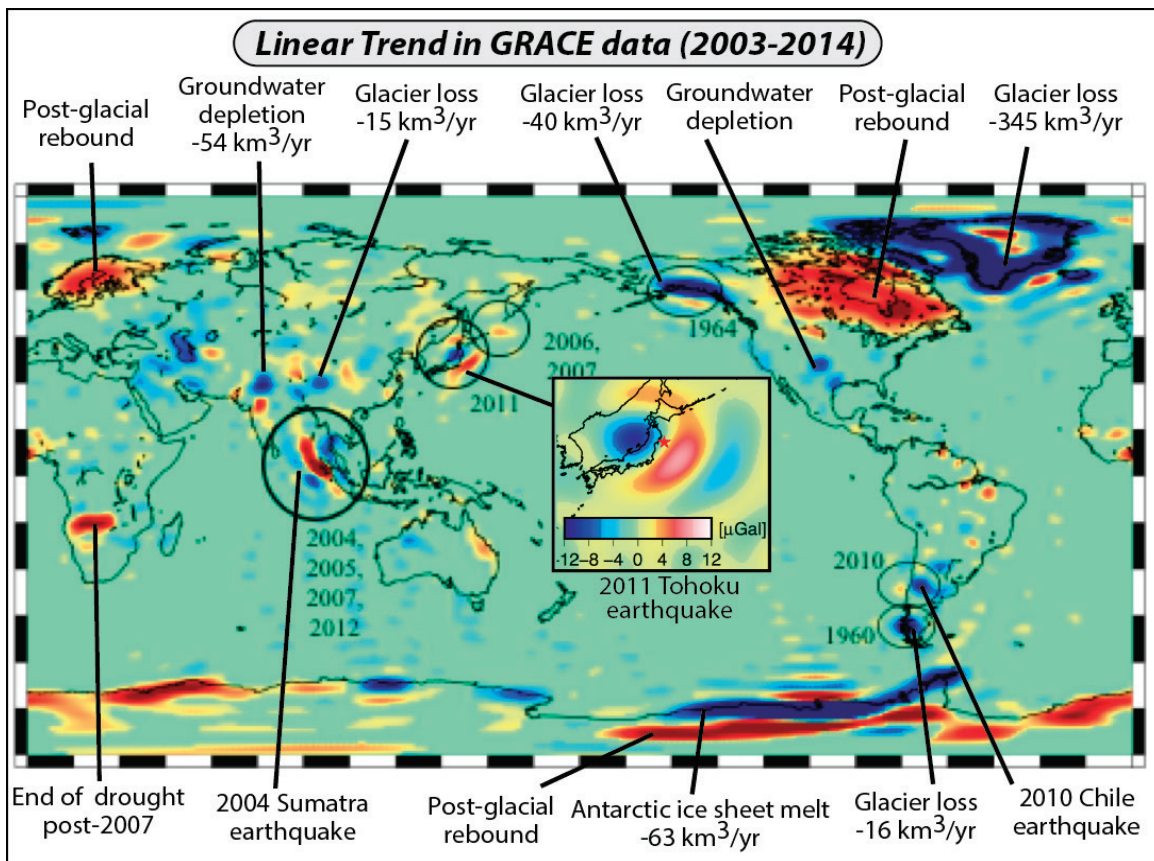 Linear Trend in GRACE data (2003-2014)
Post-glacial
rebound
Groundwater
depletion
-54 km³/yr
Glacier loss
-15 km³/yr
Glacier loss
-40 km³/yr
Groundwater
depletion
Post-glacial
rebound
Glacier loss
-345 km³/yr
1964
2006,
2007
2011
[µGal]
-12 -8 -4 0 4 8 12
2011 Tohoku
earthquake
2004,
2005,
2007,
2012
2010
1960
End of drought
post-2007
2004 Sumatra
earthquake
Post-glacial
rebound
Antarctic ice sheet melt
-63 km³/yr
Glacier loss
-16 km³/yr
2010 Chile
earthquake